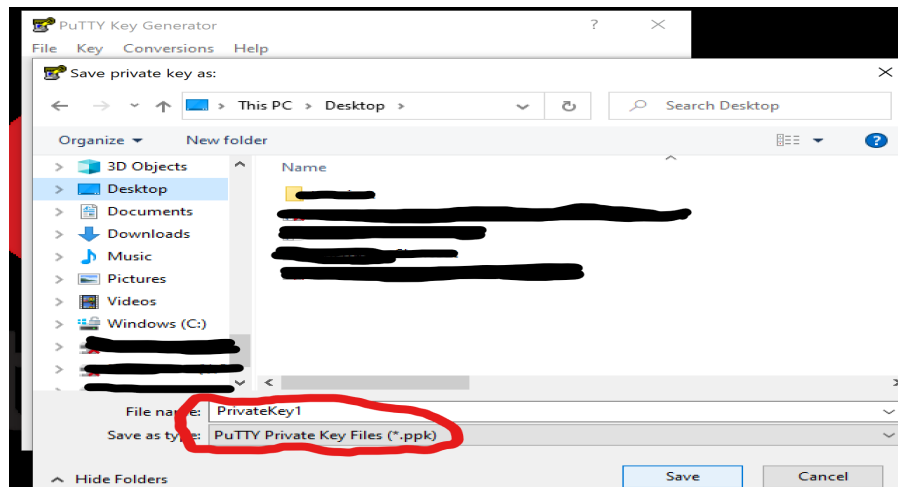 PuTTY Key Generator
File Key Conversions Help
Save private key as:
This PC > Desktop >
Search Desktop
Organize
New folder
3D Objects
Name
Desktop
Documents
Downloads
Music
Pictures
Videos
Windows (C:)
File name: PrivateKey1
Save as type: PuTTY Private Key Files (*.ppk)
Hide Folders
Save
Cancel